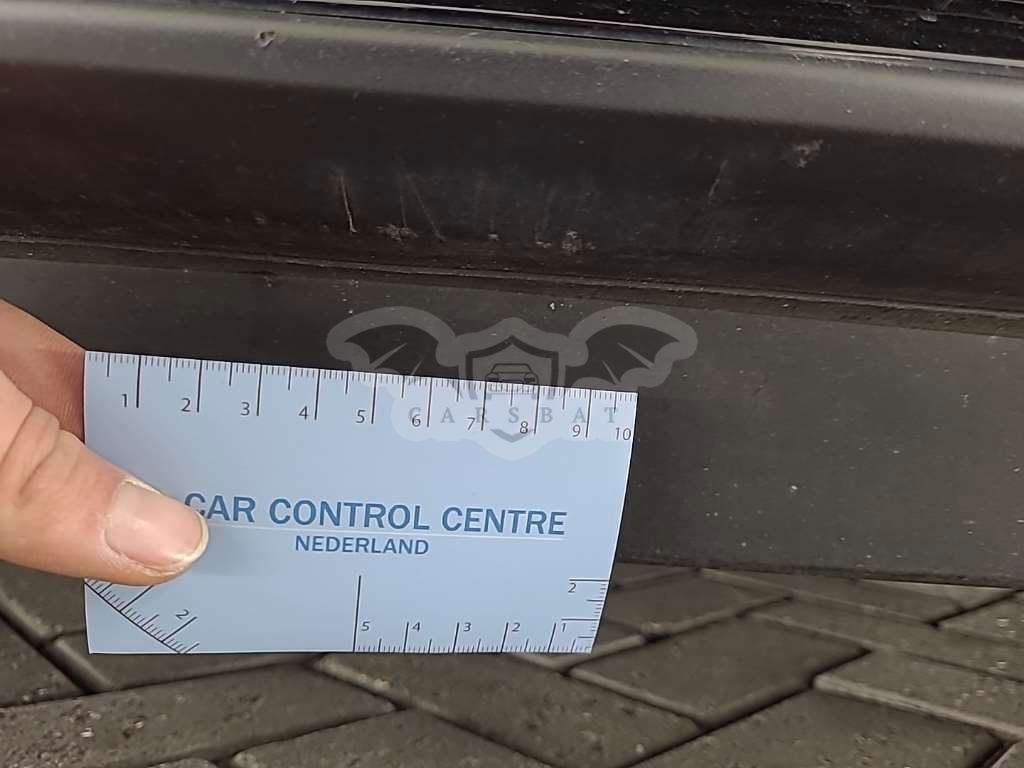 1 2 3 4 5 6 7 8 9 10
CARSBAT
CAR CONTROL CENTRE
NEDERLAND
2
2
5 4 3 2 1